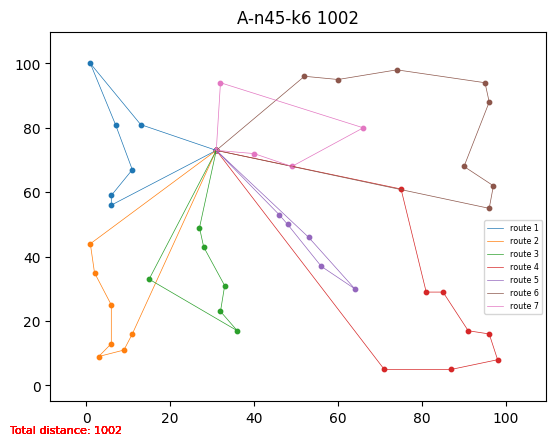 A-n45-k6 1002
100
80
60
40
20
0
0 20 40 60 80 100
route 1
route 2
route 3
route 4
route 5
route 6
route 7
Total distance: 1002